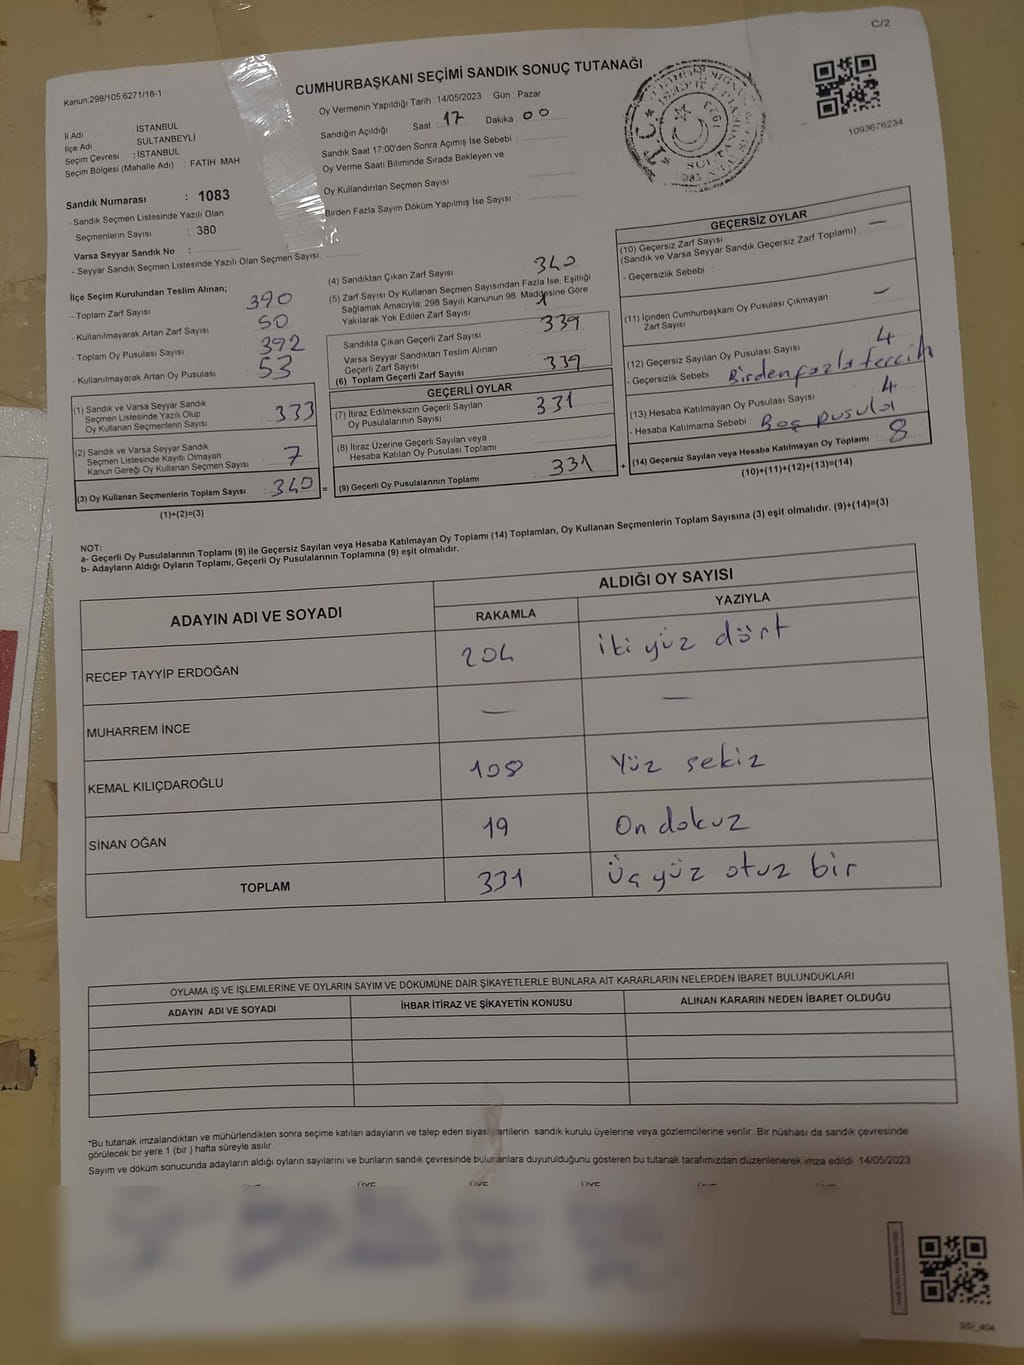 C/2
Kanun:298/105,6271/18-1
CUMHURBAŞKANI SEÇİMİ SANDIK SONUÇ TUTANAĞI
Oy Vermenin Yapıldığı Tarih : 14/05/2023 Gün : Pazar
Sandığın Açıldığı Saat : 17 Dakika 00
Sandık Saat 17:00'den Sonra Açımış İse Sebebi
Oy Verme Saati Bitiminde Sırada Bekleyen ve
Oy Kullandırılan Seçmen Sayısı
Birden Fazla Sayım Döküm Yapılmış İse Sayısı :
1093676234
İl Adı : İSTANBUL
İlçe Adı SULTANBEYLİ
Seçim Çevresi : İSTANBUL
Seçim Bölgesi (Mahalle Adı) : FATİH MAH
Sandık Numarası : 1083
- Sandık Seçmen Listesinde Yazılı Olan
Seçmenlerin Sayısı : 380
Varsa Seyyar Sandık No :
- Seyyar Sandık Seçmen Listesinde Yazılı Olan Seçmen Sayısı
İlçe Seçim Kurulundan Teslim Alınan;
- Toplam Zarf Sayısı 390
- Kullanılmayarak Artan Zarf Sayısı 50
- Toplam Oy Pusulası Sayısı 392
- Kullanılmayarak Artan Oy Pusulası 53
(1) Sandık ve Varsa Seyyar Sandık
Seçmen Listesinde Yazılı Olup
Oy Kullanan Seçmenlerin Sayısı : 333
(2) Sandık ve Varsa Seyyar Sandık
Seçmen Listesinde Kayıtlı Olmayan
Kanun Gereği Oy Kullanan Seçmen Sayısı 7
(3) Oy Kullanan Seçmenlerin Toplam Sayısı : 340 =
(1)+(2)=(3)
(4) Sandıktan Çıkan Zarf Sayısı 340
(5) Zarf Sayısı Oy Kullanan Seçmen Sayısından Fazla İse, Eşitliği
Sağlamak Amacıyla; 298 Sayılı Kanunun 98. Maddesine Göre
Yakılarak Yok Edilen Zarf Sayısı 1
Sandıkta Çıkan Geçerli Zarf Sayısı 339
Varsa Seyyar Sandıktan Teslim Alınan
Geçerli Zarf Sayısı
(6) Toplam Geçerli Zarf Sayısı 339
GEÇERLİ OYLAR
(7) İtiraz Edilmeksizin Geçerli Sayılan
Oy Pusulalarının Sayısı 331
(8) İtiraz Üzerine Geçerli Sayılan veya
Hesaba Katılan Oy Pusulası Toplamı
(9) Geçerli Oy Pusulalarının Toplamı 331 +
GEÇERSİZ OYLAR
(10) Geçersiz Zarf Sayısı —
(Sandık ve Varsa Seyyar Sandık Geçersiz Zarf Toplamı)
- Geçersizlik Sebebi :
(11) İçinden Cumhurbaşkanı Oy Pusulası Çıkmayan
Zarf Sayısı —
(12) Geçersiz Sayılan Oy Pusulası Sayısı 4
- Geçersizlik Sebebi : Birden fazla tercih
(13) Hesaba Katılmayan Oy Pusulası Sayısı 4
- Hesaba Katılmama Sebebi : Boş pusula
(14) Geçersiz Sayılan veya Hesaba Katılmayan Oy Toplamı : 8
(10)+(11)+(12)+(13)=(14)
NOT:
a- Geçerli Oy Pusulalarının Toplamı (9) ile Geçersiz Sayılan veya Hesaba Katılmayan Oy Toplamı (14) Toplamları, Oy Kullanan Seçmenlerin Toplam Sayısına (3) eşit olmalıdır. (9)+(14)=(3)
b- Adayların Aldığı Oyların Toplamı, Geçerli Oy Pusulalarının Toplamına (9) eşit olmalıdır.
ADAYIN ADI VE SOYADI ALDIĞI OY SAYISI
RAKAMLA YAZIYLA
RECEP TAYYİP ERDOĞAN 204 iki yüz dört
MUHARREM İNCE — —
KEMAL KILIÇDAROĞLU 108 Yüz sekiz
SİNAN OĞAN 19 On dokuz
TOPLAM 331 Üç yüz otuz bir
OYLAMA İŞ VE İŞLEMLERİNE VE OYLARIN SAYIM VE DÖKÜMÜNE DAİR ŞİKAYETLERLE BUNLARA AİT KARARLARIN NELERDEN İBARET BULUNDUKLARI
ADAYIN ADI VE SOYADI İHBAR İTİRAZ VE ŞİKAYETİN KONUSU ALINAN KARARIN NEDEN İBARET OLDUĞU
*Bu tutanak imzalandıktan ve mühürlendikten sonra seçime katılan adayların ve talep eden siyasi partilerin sandık kurulu üyelerine veya gözlemcilerine verilir. Bir nüshası da sandık çevresinde
görülecek bir yere 1 (bir ) hafta süreyle asılır.
Sayım ve döküm sonucunda adayların aldığı oyların sayılarını ve bunların sandık çevresinde bulunanlara duyurulduğunu gösteren bu tutanak tarafımızdan düzenlenerek imza edildi. 14/05/2023